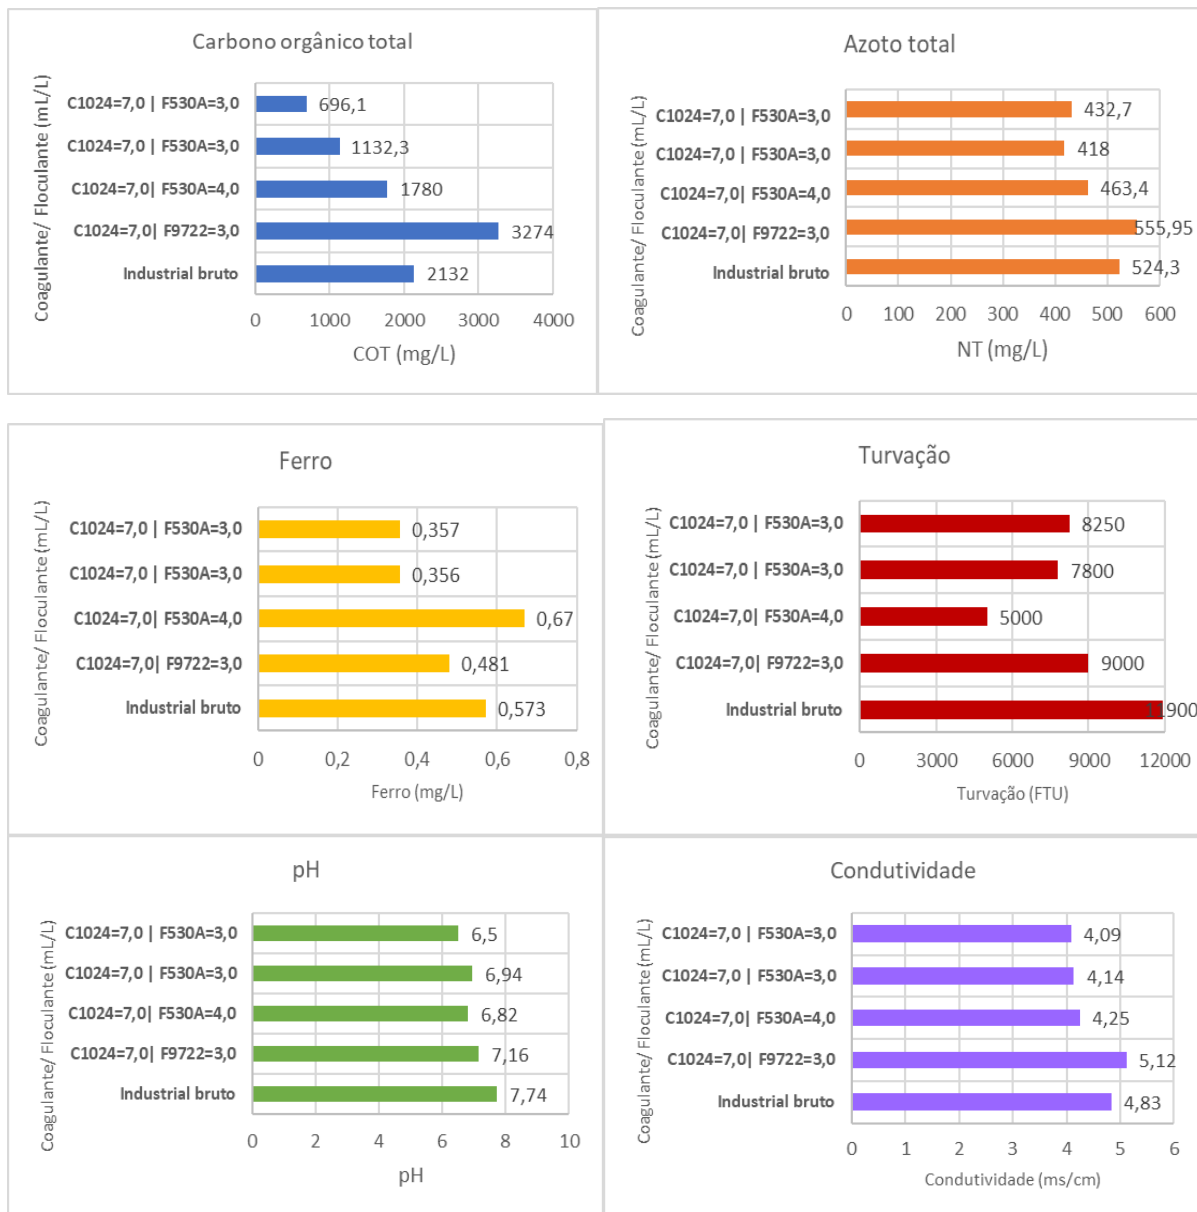 Carbono orgânico total
Coagulante/ Floculante (mL/L)
C1024=7,0 | F530A=3,0
696,1
C1024=7,0 | F530A=3,0
1132,3
C1024=7,0| F530A=4,0
1780
C1024=7,0| F9722=3,0
3274
Industrial bruto
2132
0 1000 2000 3000 4000
COT (mg/L)
Azoto total
Coagulante/ Floculante (mL/L)
C1024=7,0 | F530A=3,0
432,7
C1024=7,0 | F530A=3,0
418
C1024=7,0| F530A=4,0
463,4
C1024=7,0| F9722=3,0
555,95
Industrial bruto
524,3
0 100 200 300 400 500 600
NT (mg/L)
Ferro
Coagulante/ Floculante (mL/L)
C1024=7,0 | F530A=3,0
0,357
C1024=7,0 | F530A=3,0
0,356
C1024=7,0| F530A=4,0
0,67
C1024=7,0| F9722=3,0
0,481
Industrial bruto
0,573
0 0,2 0,4 0,6 0,8
Ferro (mg/L)
Turvação
Coagulante/ Floculante (mL/L)
C1024=7,0 | F530A=3,0
8250
C1024=7,0 | F530A=3,0
7800
C1024=7,0| F530A=4,0
5000
C1024=7,0| F9722=3,0
9000
Industrial bruto
11900
0 3000 6000 9000 12000
Turvação (FTU)
pH
Coagulante/ Floculante (mL/L)
C1024=7,0 | F530A=3,0
6,5
C1024=7,0 | F530A=3,0
6,94
C1024=7,0| F530A=4,0
6,82
C1024=7,0| F9722=3,0
7,16
Industrial bruto
7,74
0 2 4 6 8 10
pH
Condutividade
Coagulante/ Floculante (mL/L)
C1024=7,0 | F530A=3,0
4,09
C1024=7,0 | F530A=3,0
4,14
C1024=7,0| F530A=4,0
4,25
C1024=7,0| F9722=3,0
5,12
Industrial bruto
4,83
0 1 2 3 4 5 6
Condutividade (ms/cm)